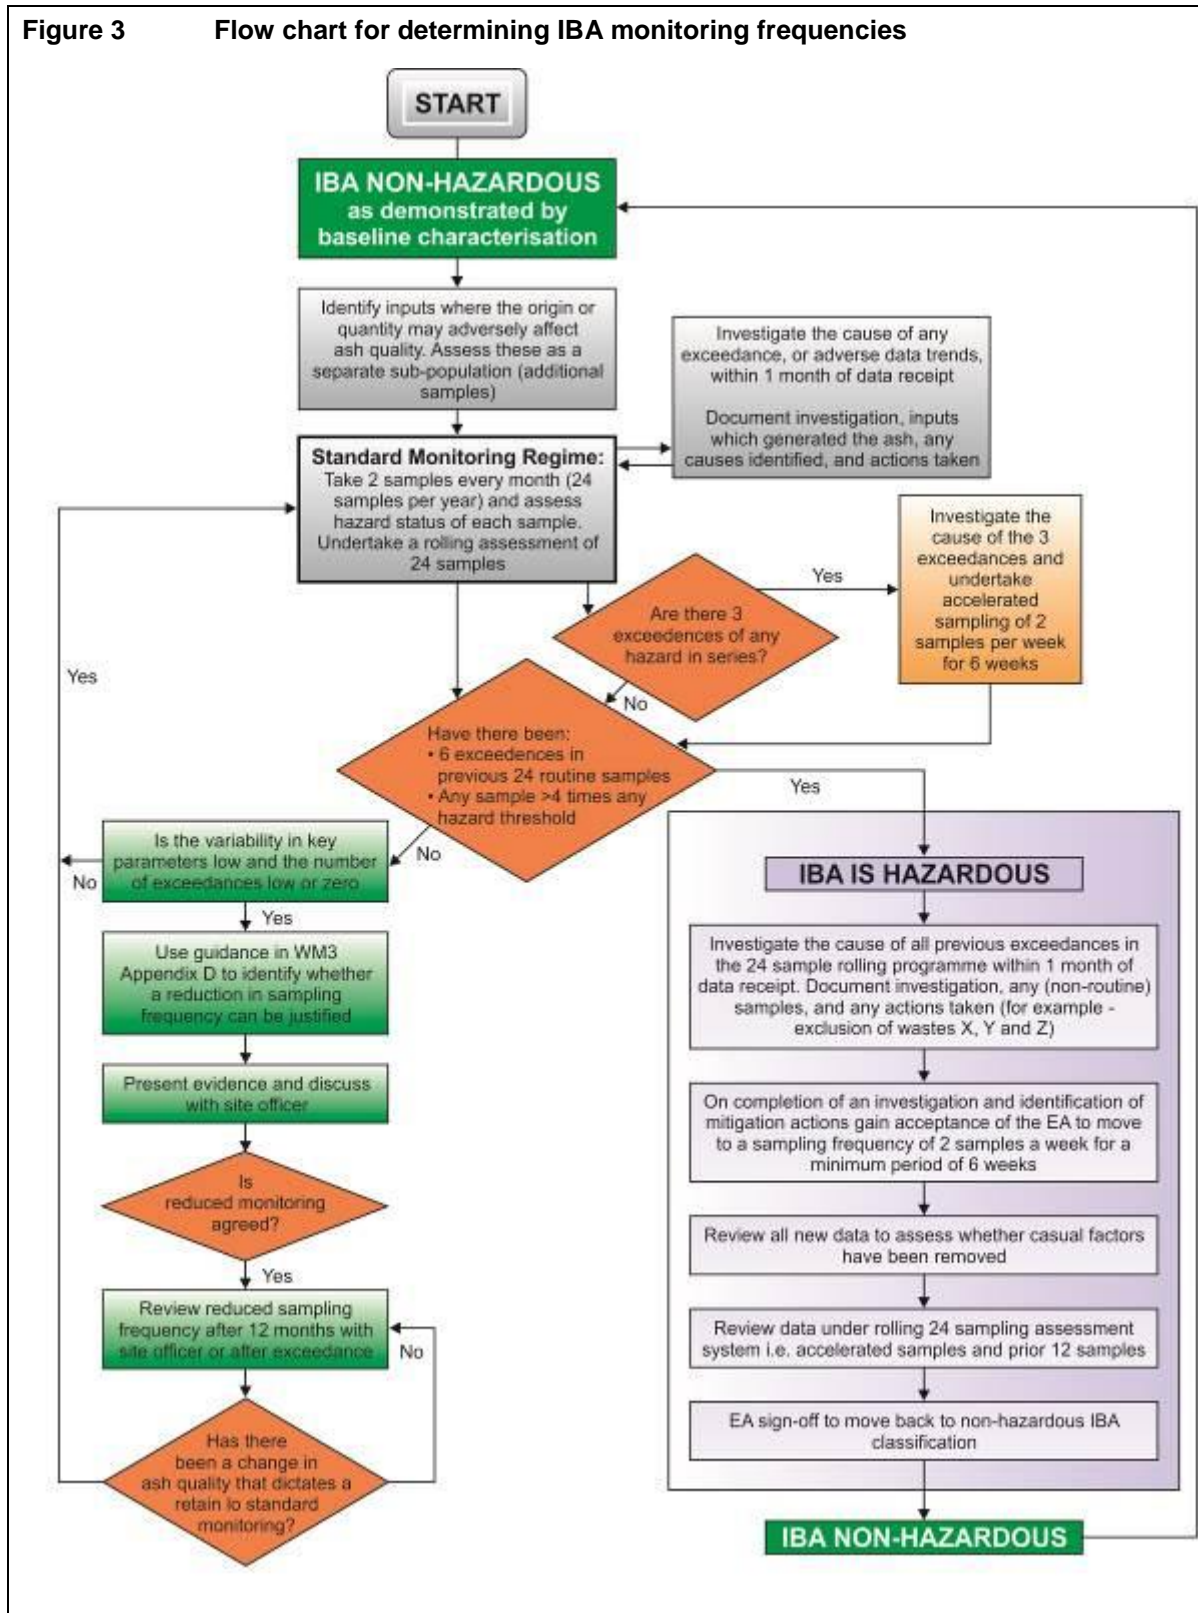 Figure 3 Flow chart for determining IBA monitoring frequencies
START
IBA NON-HAZARDOUS
as demonstrated by
baseline characterisation
Identify inputs where the origin or
quantity may adversely affect
ash quality. Assess these as a
separate sub-population (additional
samples)
Investigate the cause of any
exceedance, or adverse data trends,
within 1 month of data receipt
Document investigation, inputs
which generated the ash, any
causes identified, and actions taken
Standard Monitoring Regime:
Take 2 samples every month (24
samples per year) and assess
hazard status of each sample.
Undertake a rolling assessment of
24 samples
Are there 3
exceedences of any
hazard in series?
Yes
Investigate the
cause of the 3
exceedances and
undertake
accelerated
sampling of 2
samples per week
for 6 weeks
No
Have there been:
• 6 exceedences in
previous 24 routine samples
• Any sample >4 times any
hazard threshold
Yes
No
Is the variability in key
parameters low and the number
of exceedances low or zero
No
Yes
Yes
Use guidance in WM3
Appendix D to identify whether
a reduction in sampling
frequency can be justified
Present evidence and discuss
with site officer
Is
reduced monitoring
agreed?
Yes
Review reduced sampling
frequency after 12 months with
site officer or after exceedance
No
Has there
been a change in
ash quality that dictates a
retain lo standard
monitoring?
IBA IS HAZARDOUS
Investigate the cause of all previous exceedances in
the 24 sample rolling programme within 1 month of
data receipt. Document investigation, any (non-routine)
samples, and any actions taken (for example -
exclusion of wastes X, Y and Z)
On completion of an investigation and identification of
mitigation actions gain acceptance of the EA to move
to a sampling frequency of 2 samples a week for a
minimum period of 6 weeks
Review all new data to assess whether casual factors
have been removed
Review data under rolling 24 sampling assessment
system i.e. accelerated samples and prior 12 samples
EA sign-off to move back to non-hazardous IBA
classification
IBA NON-HAZARDOUS